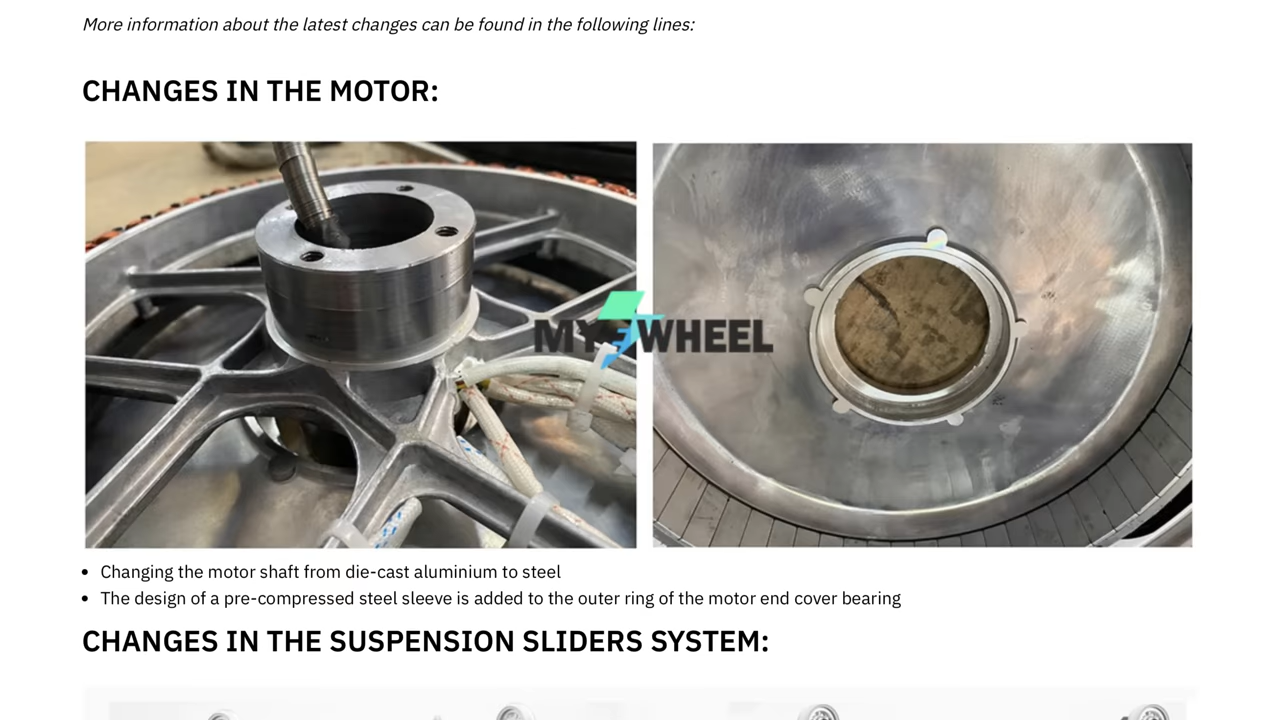 More information about the latest changes can be found in the following lines:
CHANGES IN THE MOTOR:
MY EWHEEL
• Changing the motor shaft from die-cast aluminium to steel
• The design of a pre-compressed steel sleeve is added to the outer ring of the motor end cover bearing
CHANGES IN THE SUSPENSION SLIDERS SYSTEM: